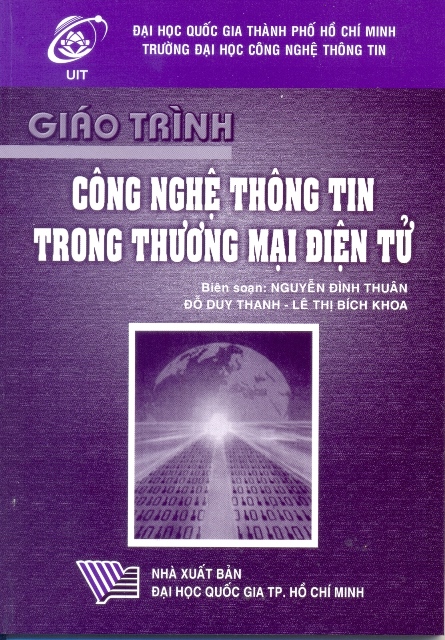 ĐẠI HỌC QUỐC GIA THÀNH PHỐ HỒ CHÍ MINH
TRƯỜNG ĐẠI HỌC CÔNG NGHỆ THÔNG TIN
UIT
GIÁO TRÌNH
CÔNG NGHỆ THÔNG TIN
TRONG THƯƠNG MẠI ĐIỆN TỬ
Biên soạn: NGUYỄN ĐÌNH THUÂN
ĐỖ DUY THANH - LÊ THỊ BÍCH KHOA
NHÀ XUẤT BẢN
ĐẠI HỌC QUỐC GIA TP. HỒ CHÍ MINH